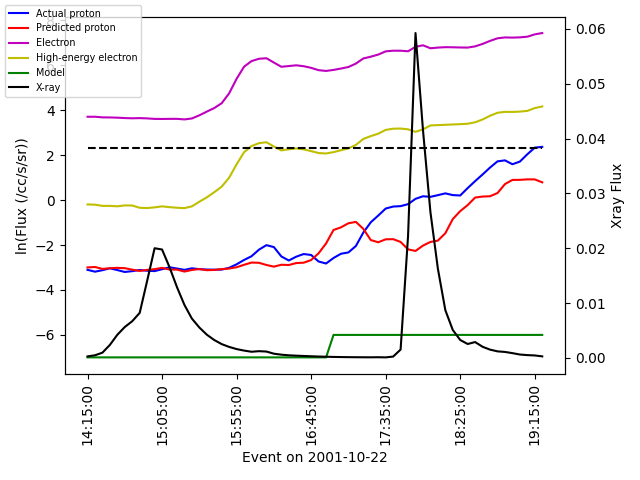 Actual proton
Predicted proton
Electron
High-energy electron
Model
X-ray
4
2
0
−2
−4
−6
ln(Flux (/cc/s/sr))
0.06
0.05
0.04
0.03
0.02
0.01
0.00
Xray Flux
14:15:00
15:05:00
15:55:00
16:45:00
17:35:00
18:25:00
19:15:00
Event on 2001-10-22